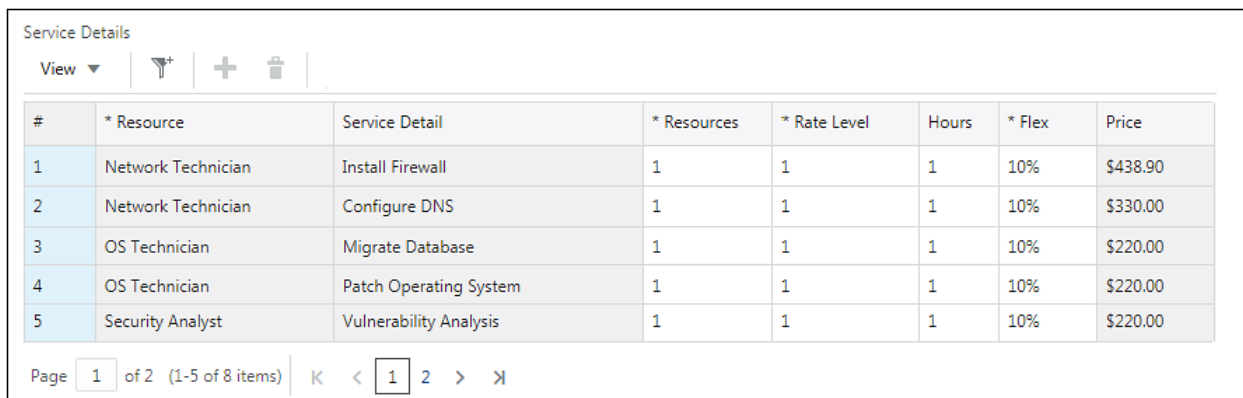 Service Details
View
# * Resource Service Detail * Resources * Rate Level Hours * Flex Price
1 Network Technician Install Firewall 1 1 1 10% $438.90
2 Network Technician Configure DNS 1 1 1 10% $330.00
3 OS Technician Migrate Database 1 1 1 10% $220.00
4 OS Technician Patch Operating System 1 1 1 10% $220.00
5 Security Analyst Vulnerability Analysis 1 1 1 10% $220.00
Page 1 of 2 (1-5 of 8 items) 1 2